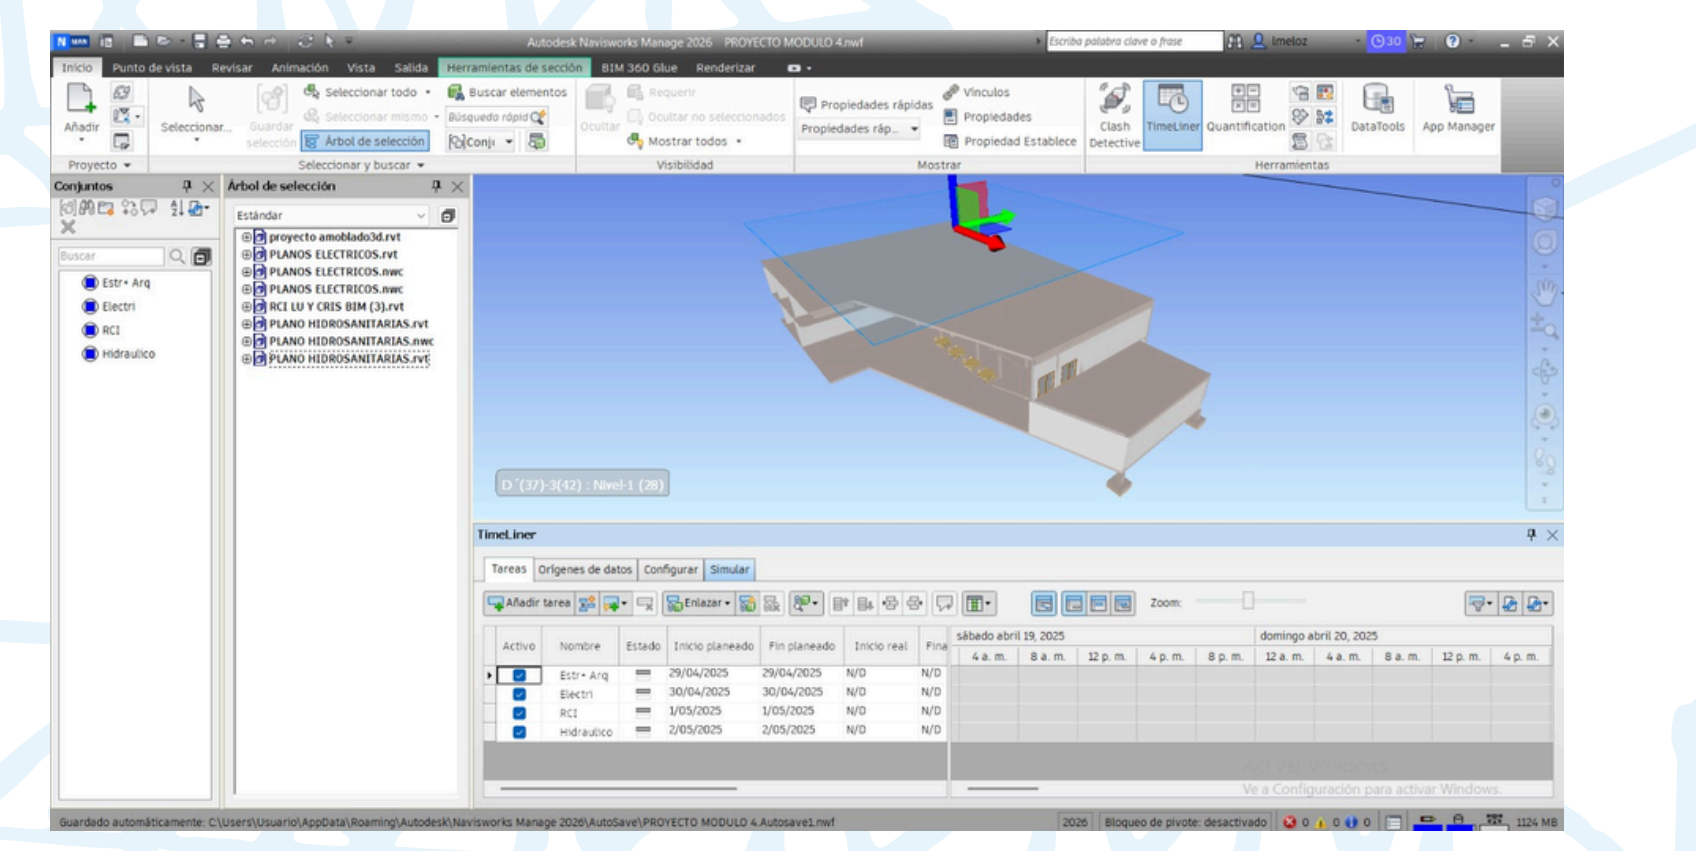 N MAN
Autodesk Navisworks Manage 2026 PROYECTO MODULO 4.nwf
Escriba palabra clave o frase
lmeloz
30
Inicio Punto de vista Revisar Animación Vista Salida Herramientas de sección BIM 360 Glue Renderizar
Añadir
Proyecto
Seleccionar...
Guardar selección
Seleccionar todo
Seleccionar mismo
Árbol de selección
Buscar elementos
Búsqueda rápid
Conju
Seleccionar y buscar
Ocultar
Requerir
Ocultar no seleccionados
Mostrar todos
Visibilidad
Propiedades rápidas
Propiedades ráp...
Vínculos
Propiedades
Propiedad Establece
Mostrar
Clash Detective
TimeLiner
Quantification
DataTools
App Manager
Herramientas
Conjuntos
Buscar
Estr+ Arq
Electri
RCI
Hidraulico
Árbol de selección
Estándar
proyecto amoblado3d.rvt
PLANOS ELECTRICOS.rvt
PLANOS ELECTRICOS.nwc
PLANOS ELECTRICOS.nwc
RCI LU Y CRIS BIM (3).rvt
PLANO HIDROSANITARIAS.rvt
PLANO HIDROSANITARIAS.nwc
PLANO HIDROSANITARIAS.rvt
D´(37)-3(42) : Nivel-1 (28)
TimeLiner
Tareas Orígenes de datos Configurar Simular
Añadir tarea Enlazar Zoom:
Activo Nombre Estado Inicio planeado Fin planeado Inicio real Fina
sábado abril 19, 2025 domingo abril 20, 2025
4 a. m. 8 a. m. 12 p. m. 4 p. m. 8 p. m. 12 a. m. 4 a. m. 8 a. m. 12 p. m. 4 p. m.
Estr+ Arq 29/04/2025 29/04/2025 N/D N/D
Electri 30/04/2025 30/04/2025 N/D N/D
RCI 1/05/2025 1/05/2025 N/D N/D
Hidraulico 2/05/2025 2/05/2025 N/D N/D
Activar Windows
Ve a Configuración para activar Windows.
Guardado automáticamente: C:\Users\Usuario\AppData\Roaming\Autodesk\Navisworks Manage 2026\AutoSave\PROYECTO MODULO 4.Autosave1.nwf
2026 Bloqueo de pivote: desactivado 0 0 0 1124 MB